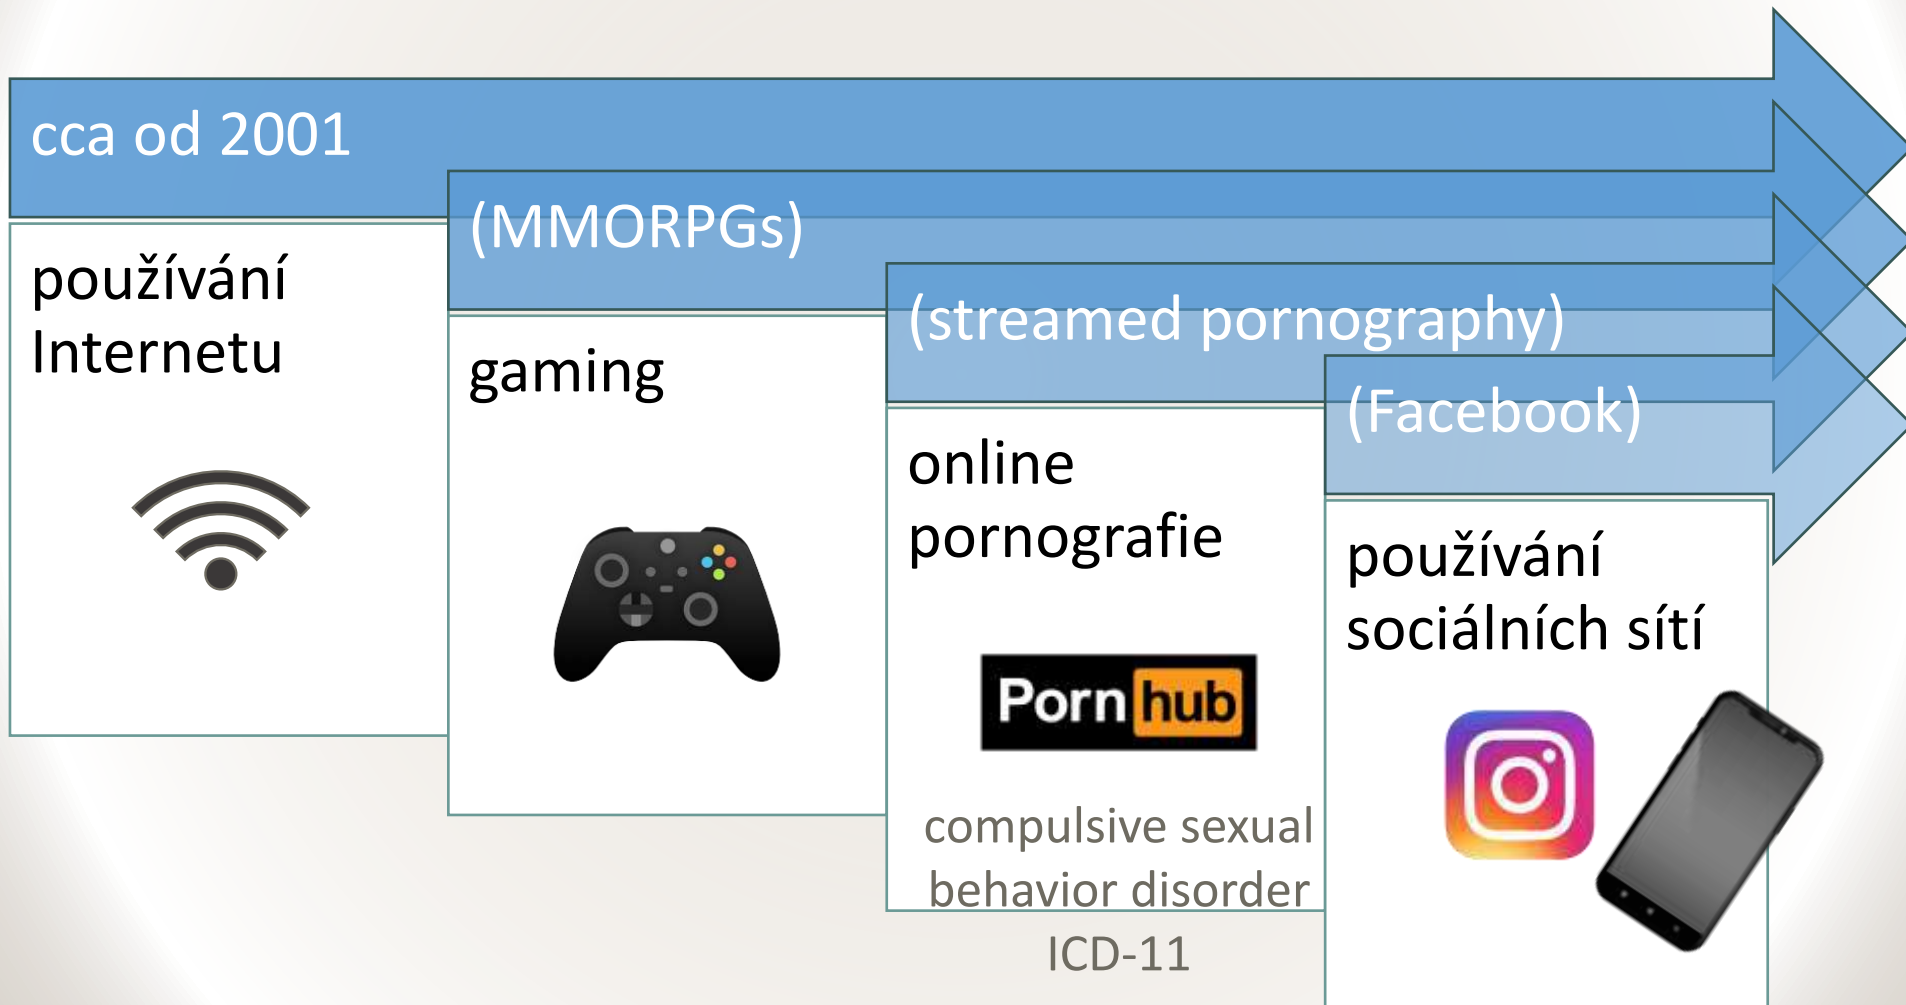 cca od 2001
používání
Internetu
(MMORPGs)
gaming
(streamed pornography)
online
pornografie
Porn hub
compulsive sexual
behavior disorder
ICD-11
(Facebook)
používání
sociálních sítí